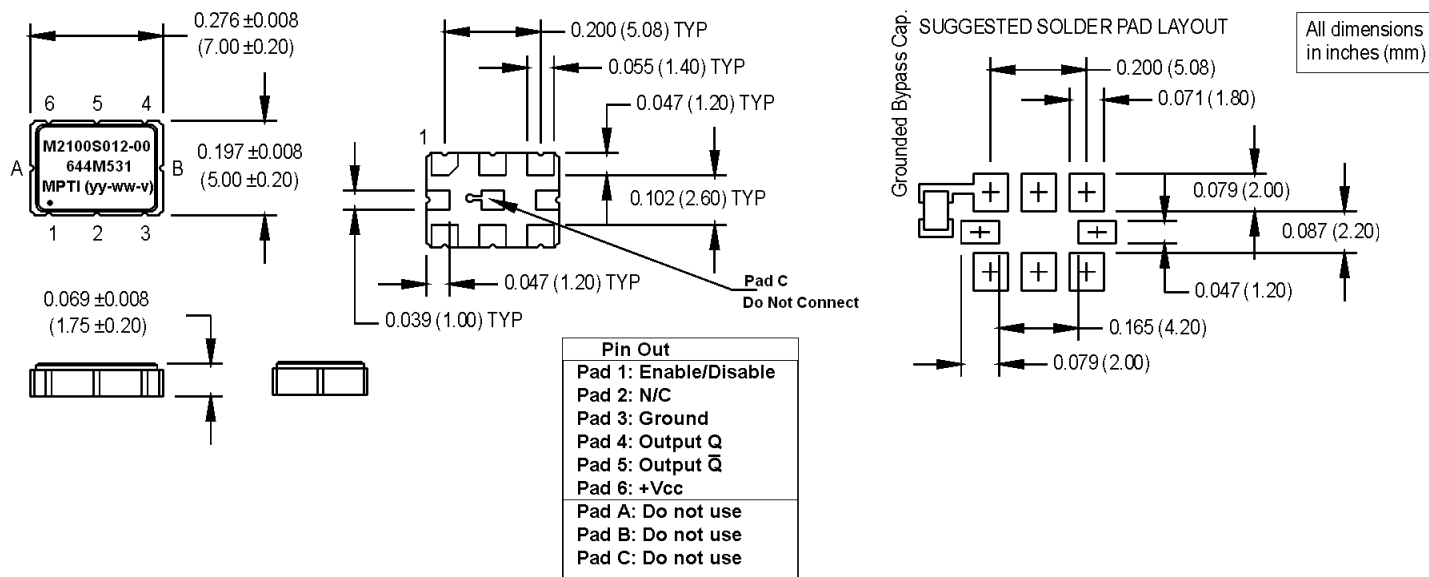 0.276 ±0.008
(7.00 ±0.20)
6 5 4
A
M2100S012-00
644M531
MPTI (yy-ww-v)
B
1 2 3
0.197 ±0.008
(5.00 ±0.20)
0.069 ±0.008
(1.75 ±0.20)
0.200 (5.08) TYP
0.055 (1.40) TYP
0.047 (1.20) TYP
1
0.102 (2.60) TYP
0.047 (1.20) TYP
0.039 (1.00) TYP
Pad C
Do Not Connect
Pin Out
Pad 1: Enable/Disable
Pad 2: N/C
Pad 3: Ground
Pad 4: Output Q
Pad 5: Output Q̅
Pad 6: +Vcc
Pad A: Do not use
Pad B: Do not use
Pad C: Do not use
Grounded Bypass Cap.
SUGGESTED SOLDER PAD LAYOUT
0.200 (5.08)
0.071 (1.80)
0.079 (2.00)
0.087 (2.20)
0.047 (1.20)
0.165 (4.20)
0.079 (2.00)
All dimensions
in inches (mm)